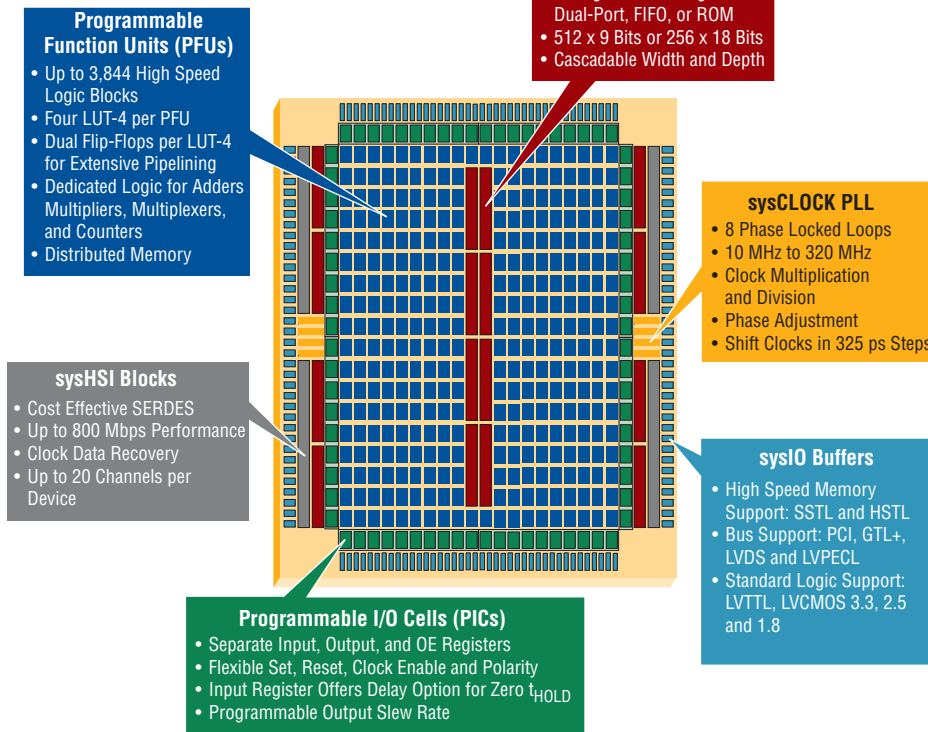 Programmable
Function Units (PFUs)
• Up to 3,844 High Speed
Logic Blocks
• Four LUT-4 per PFU
• Dual Flip-Flops per LUT-4
for Extensive Pipelining
• Dedicated Logic for Adders
Multipliers, Multiplexers,
and Counters
• Distributed Memory
Dual-Port, FIFO, or ROM
• 512 x 9 Bits or 256 x 18 Bits
• Cascadable Width and Depth
sysCLOCK PLL
• 8 Phase Locked Loops
• 10 MHz to 320 MHz
• Clock Multiplication
and Division
• Phase Adjustment
• Shift Clocks in 325 ps Steps
sysHSI Blocks
• Cost Effective SERDES
• Up to 800 Mbps Performance
• Clock Data Recovery
• Up to 20 Channels per
Device
sysIO Buffers
• High Speed Memory
Support: SSTL and HSTL
• Bus Support: PCI, GTL+,
LVDS and LVPECL
• Standard Logic Support:
LVTTL, LVCMOS 3.3, 2.5
and 1.8
Programmable I/O Cells (PICs)
• Separate Input, Output, and OE Registers
• Flexible Set, Reset, Clock Enable and Polarity
• Input Register Offers Delay Option for Zero tHOLD
• Programmable Output Slew Rate